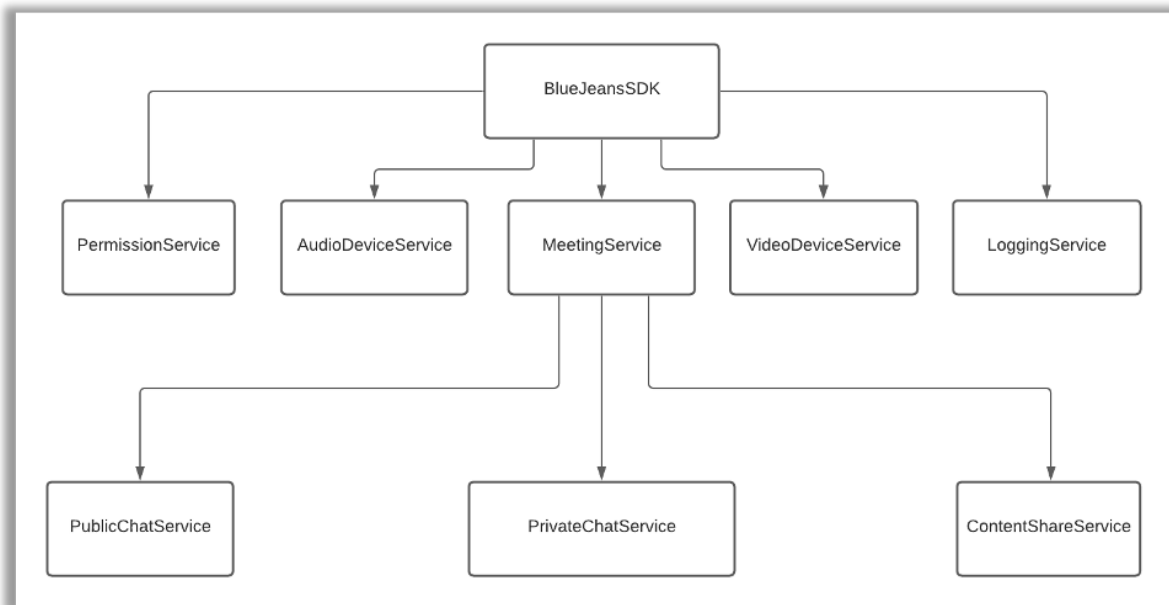 BlueJeansSDK
PermissionService
AudioDeviceService
MeetingService
VideoDeviceService
LoggingService
PublicChatService
PrivateChatService
ContentShareService